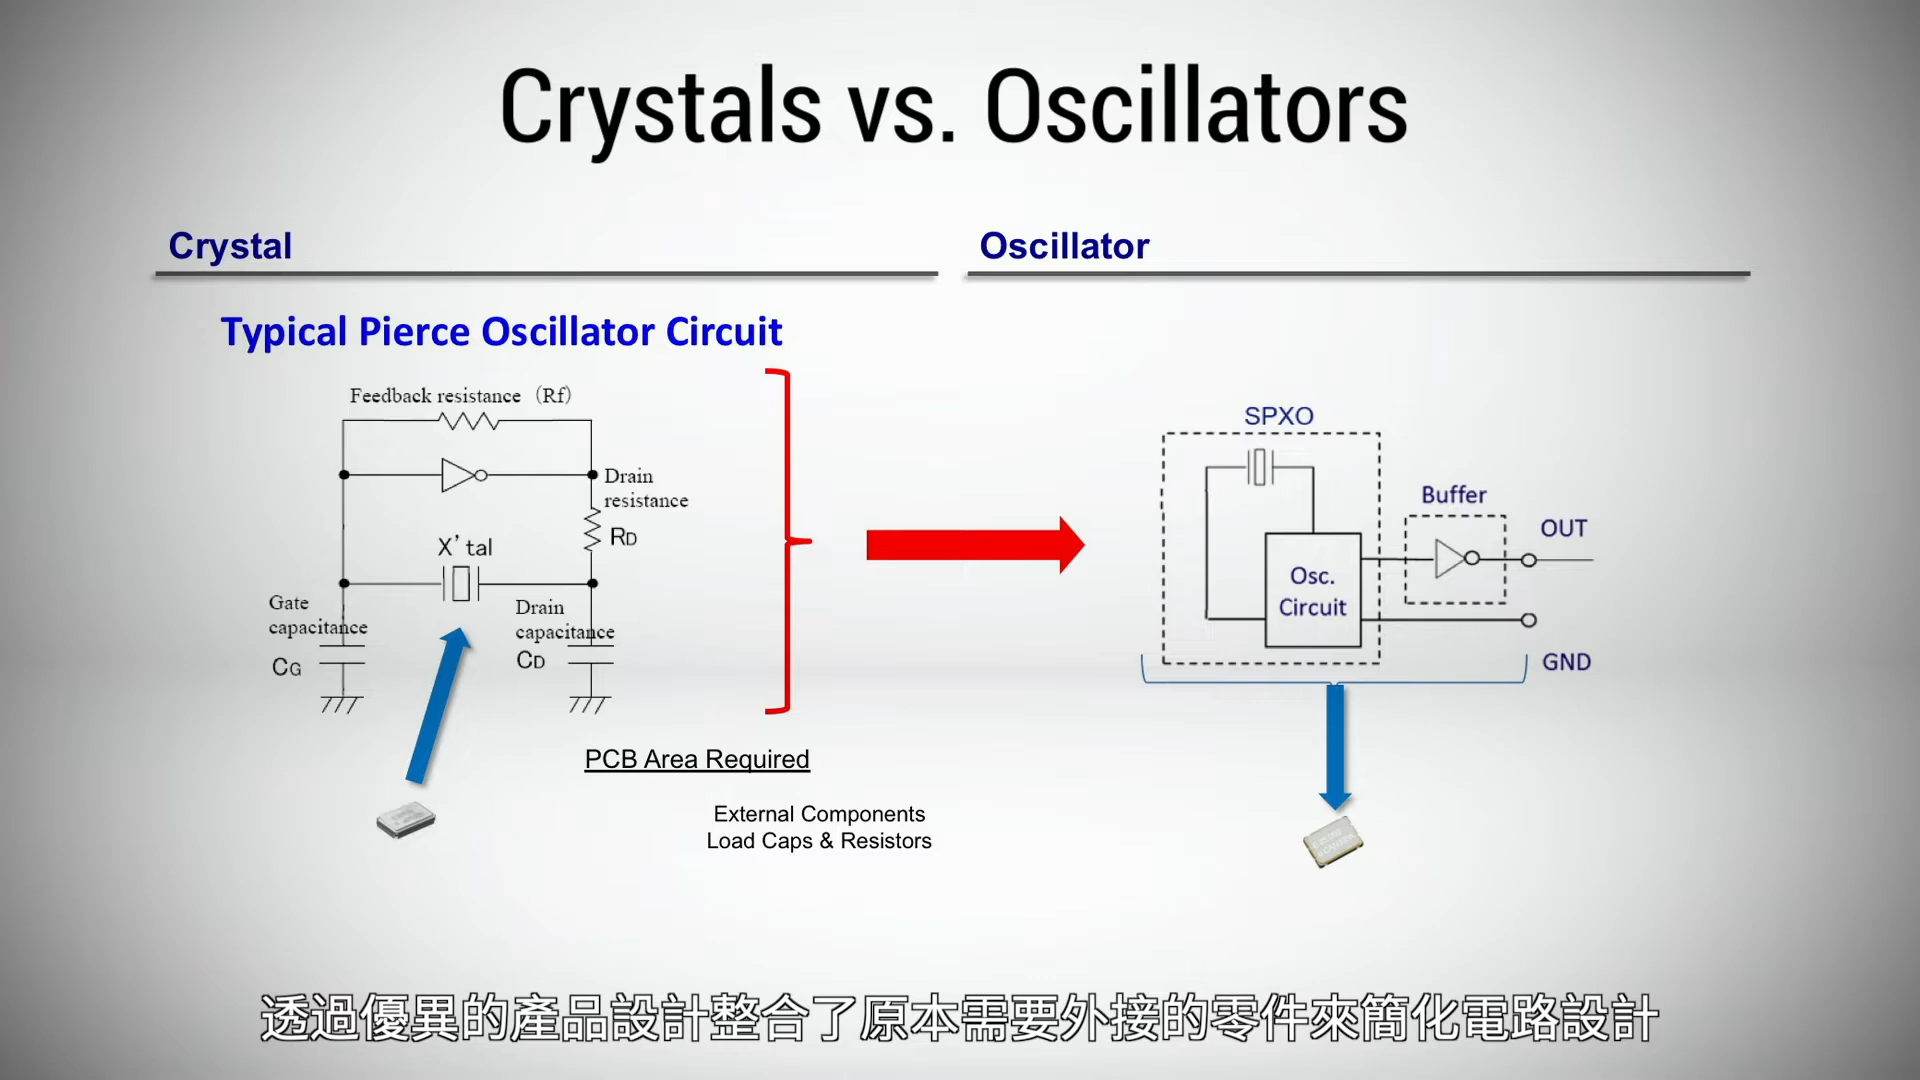 Crystals vs. Oscillators
Crystal
Oscillator
Typical Pierce Oscillator Circuit
Feedback resistance (Rf)
Drain
resistance
RD
X'tal
Gate
capacitance
CG
Drain
capacitance
CD
PCB Area Required
External Components
Load Caps & Resistors
SPXO
Buffer
OUT
Osc.
Circuit
GND
透過優異的產品設計整合了原本需要外接的零件來簡化電路設計